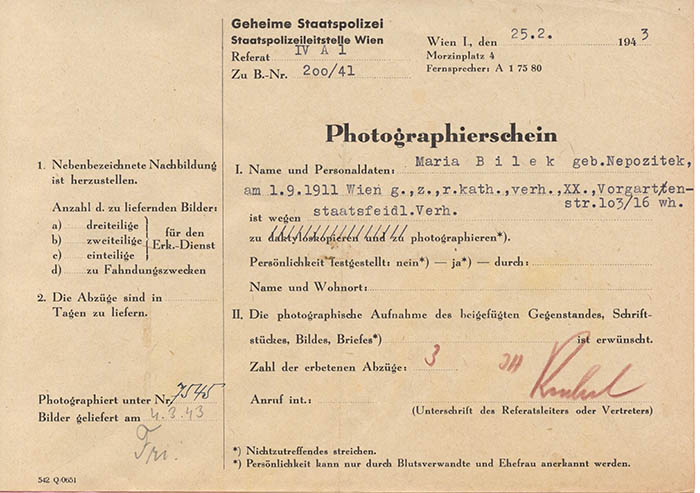 Geheime Staatspolizei
Staatspolizeileitstelle Wien
Referat IV A 1
Zu B.-Nr. 200/41
Wien I., den 25.2. 1943
Morzinplatz 4
Fernsprecher: A 1 75 80
Photographierschein
1. Nebenbezeichnete Nachbildung
ist herzustellen.
Anzahl d. zu liefernden Bilder:
a) dreiteilige
b) zweiteilige
c) einteilige
für den
Erk.-Dienst
d) zu Fahndungszwecken
2. Die Abzüge sind in
Tagen zu liefern.
Photographiert unter Nr. 7545
Bilder geliefert am 4.3.43
542 Q/0651
I. Name und Personaldaten: Maria Bilek geb.Nepozitek,
am 1.9.1911 Wien g.,z.,r.kath.,verh.,XX.,Vorgarten-
str.103/16 wh.
ist wegen staatsfeidl.Verh.
zu daktyloskopieren und zu photographieren*).
Persönlichkeit festgestellt: nein*) — ja*) — durch:
Name und Wohnort:
II. Die photographische Aufnahme des beigefügten Gegenstandes, Schrift-
stückes, Bildes, Briefes*) ist erwünscht.
Zahl der erbetenen Abzüge: 3
Anruf int.:
(Unterschrift des Referatsleiters oder Vertreters)
*) Nichtzutreffendes streichen.
*) Persönlichkeit kann nur durch Blutsverwandte und Ehefrau anerkannt werden.